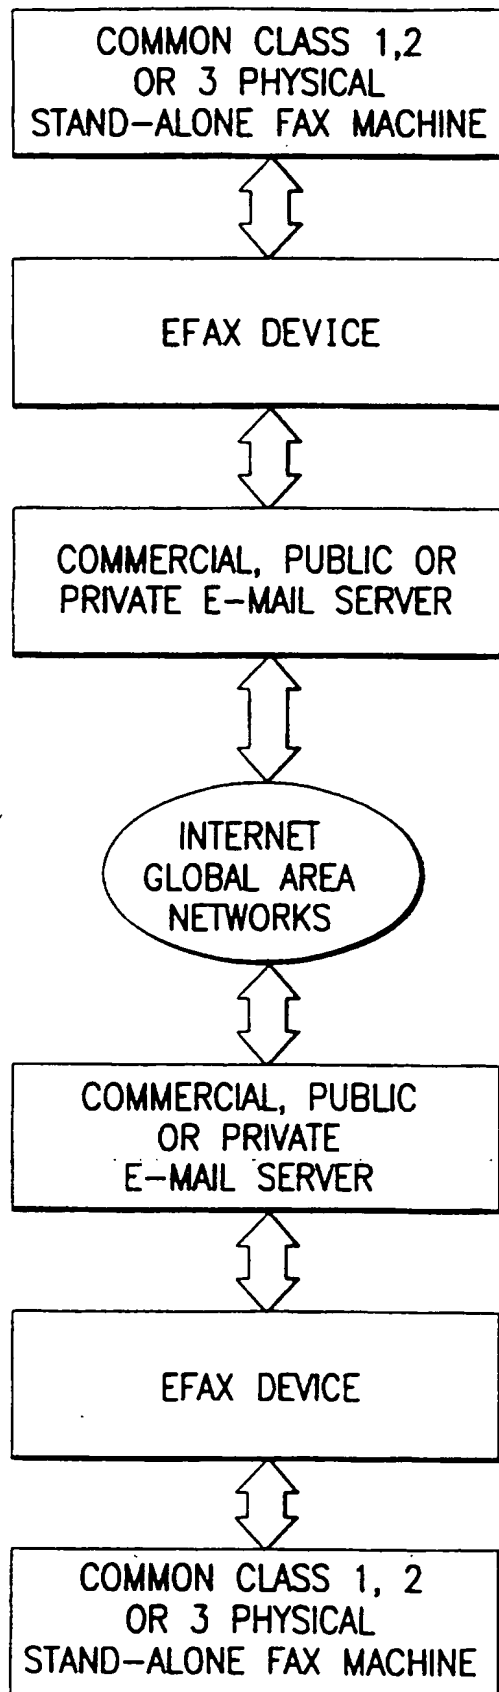 COMMON CLASS 1,2
OR 3 PHYSICAL
STAND-ALONE FAX MACHINE
EFAX DEVICE
COMMERCIAL, PUBLIC OR
PRIVATE E-MAIL SERVER
INTERNET
GLOBAL AREA
NETWORKS
COMMERCIAL, PUBLIC
OR PRIVATE
E-MAIL SERVER
EFAX DEVICE
COMMON CLASS 1, 2
OR 3 PHYSICAL
STAND-ALONE FAX MACHINE